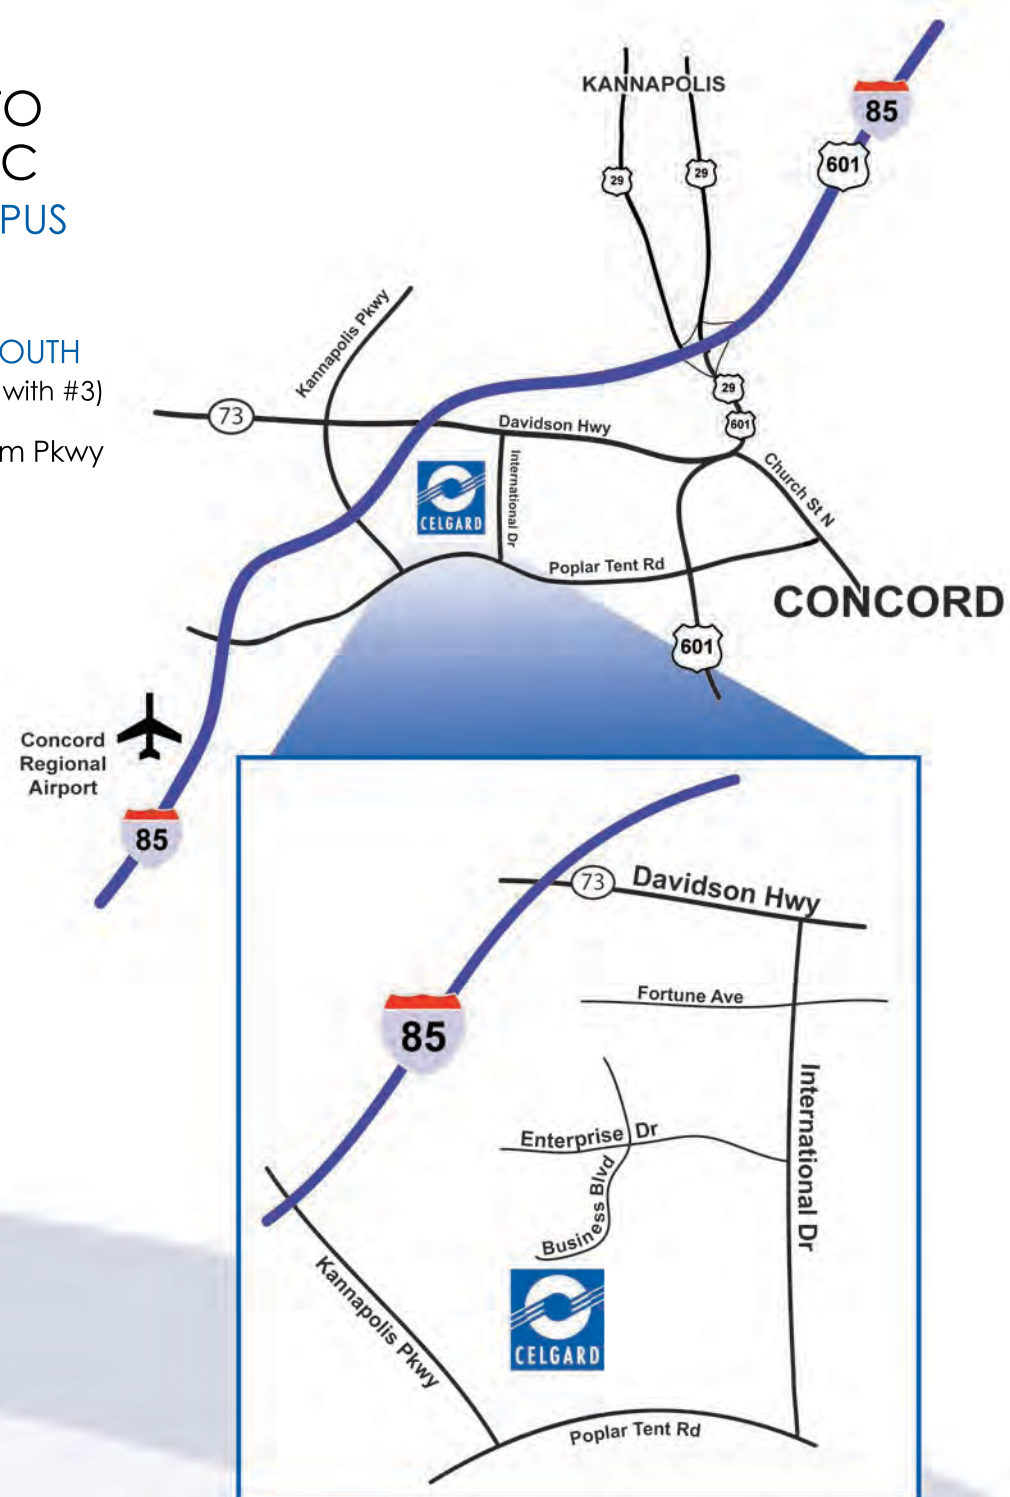 TO
C
PUS
OUTH
with #3)
m Pkwy
KANNAPOLIS
85
601
29
29
Kannapolis Pkwy
29
73
Davidson Hwy
601
International Dr
Church St N
CELGARD
Poplar Tent Rd
CONCORD
601
Concord
Regional
Airport
85
73
Davidson Hwy
Fortune Ave
85
International Dr
Enterprise Dr
Business Blvd
Kannapolis Pkwy
CELGARD
Poplar Tent Rd